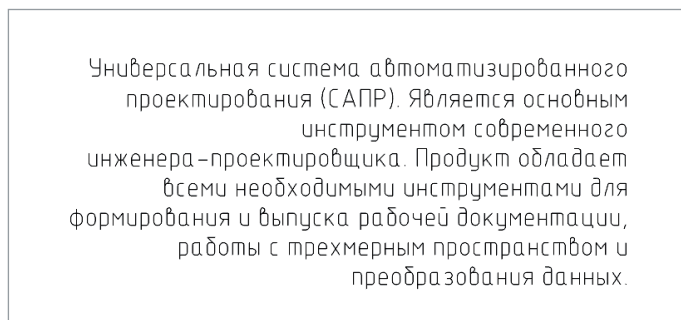 Универсальная система автоматизированного
проектирования (САПР). Является основным
инструментом современного
инженера-проектировщика. Продукт обладает
всеми необходимыми инструментами для
формирования и выпуска рабочей документации,
работы с трехмерным пространством и
преобразования данных.